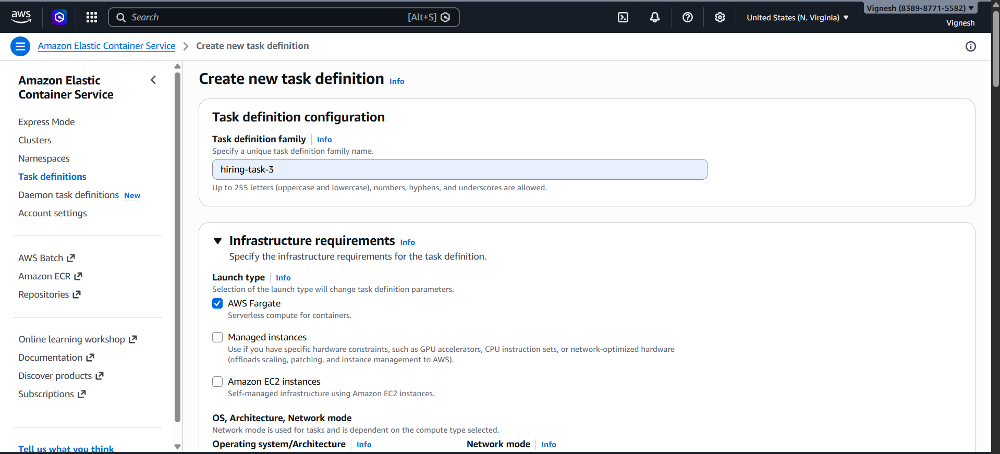 aws
Search
[Alt+S]
United States (N. Virginia)
Vignesh (8389-8771-5582)
Vignesh
Amazon Elastic Container Service
Create new task definition
Amazon Elastic
Container Service
Express Mode
Clusters
Namespaces
Task definitions
Daemon task definitions New
Account settings
AWS Batch
Amazon ECR
Repositories
Online learning workshop
Documentation
Discover products
Subscriptions
Tell us what you think
Create new task definition Info
Task definition configuration
Task definition family Info
Specify a unique task definition family name.
hiring-task-3
Up to 255 letters (uppercase and lowercase), numbers, hyphens, and underscores are allowed.
Infrastructure requirements Info
Specify the infrastructure requirements for the task definition.
Launch type Info
Selection of the launch type will change task definition parameters.
AWS Fargate
Serverless compute for containers.
Managed instances
Use if you have specific hardware constraints, such as GPU accelerators, CPU instruction sets, or network-optimized hardware
(offloads scaling, patching, and instance management to AWS).
Amazon EC2 instances
Self-managed infrastructure using Amazon EC2 instances.
OS, Architecture, Network mode
Network mode is used for tasks and is dependent on the compute type selected.
Operating system/Architecture Info
Network mode Info